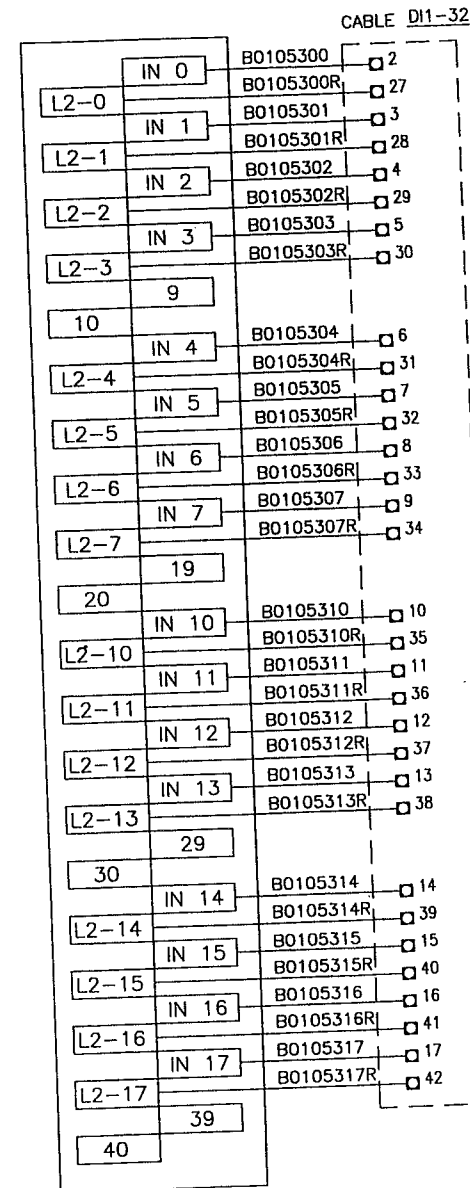 CABLE DI1-32
IN 0 B0105300 2
L2-0 B0105300R 27
IN 1 B0105301 3
L2-1 B0105301R 28
IN 2 B0105302 4
L2-2 B0105302R 29
IN 3 B0105303 5
L2-3 B0105303R 30
9
10
IN 4 B0105304 6
L2-4 B0105304R 31
IN 5 B0105305 7
L2-5 B0105305R 32
IN 6 B0105306 8
L2-6 B0105306R 33
IN 7 B0105307 9
L2-7 B0105307R 34
19
20
IN 10 B0105310 10
L2-10 B0105310R 35
IN 11 B0105311 11
L2-11 B0105311R 36
IN 12 B0105312 12
L2-12 B0105312R 37
IN 13 B0105313 13
L2-13 B0105313R 38
29
30
IN 14 B0105314 14
L2-14 B0105314R 39
IN 15 B0105315 15
L2-15 B0105315R 40
IN 16 B0105316 16
L2-16 B0105316R 41
IN 17 B0105317 17
L2-17 B0105317R 42
39
40